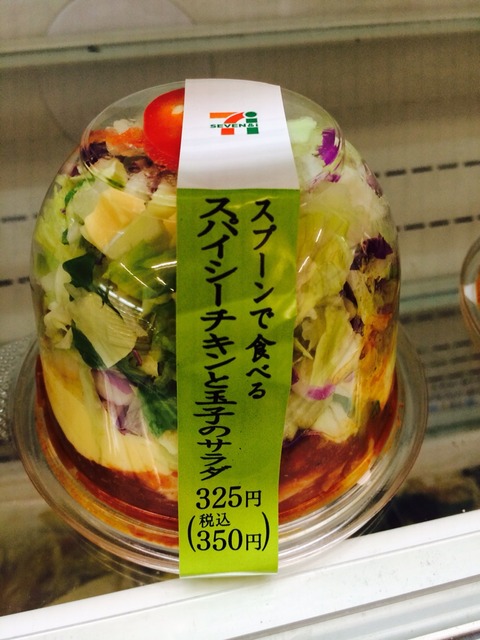 SEVEN&i
スプーンで食べる
スパイシーチキンと玉子のサラダ
325円
(税込
350円)